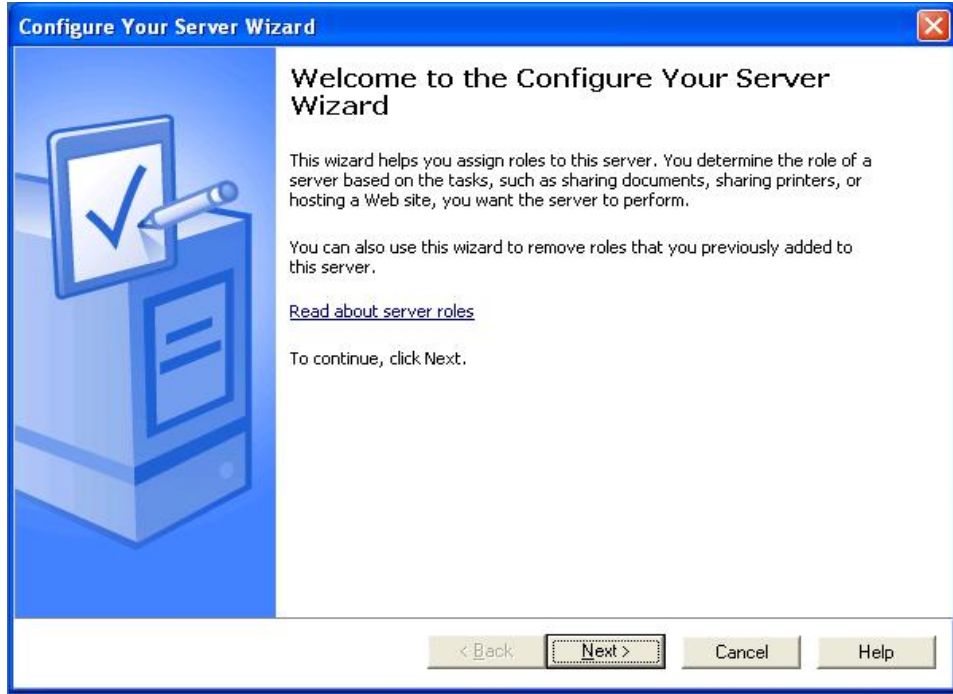 Configure Your Server Wizard
Welcome to the Configure Your Server
Wizard
This wizard helps you assign roles to this server. You determine the role of a
server based on the tasks, such as sharing documents, sharing printers, or
hosting a Web site, you want the server to perform.
You can also use this wizard to remove roles that you previously added to
this server.
Read about server roles
To continue, click Next.
< Back
Next >
Cancel
Help